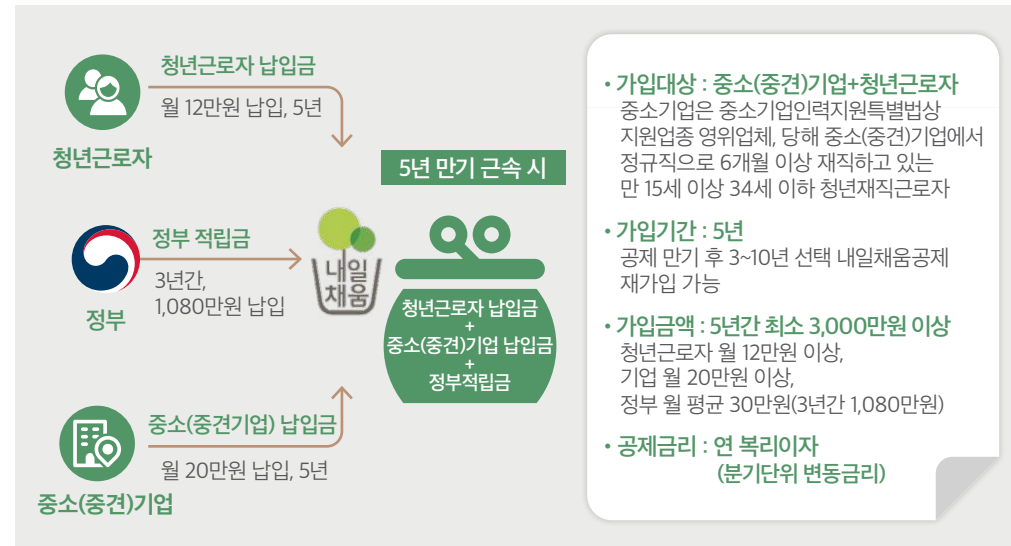 청년근로자 납입금
월 12만원 납입, 5년
청년근로자
5년 만기 근속 시
정부 적립금
3년간,
1,080만원 납입
정부
내일
채움
청년근로자 납입금
+
중소(중견)기업 납입금
+
정부적립금
중소(중견기업) 납입금
월 20만원 납입, 5년
중소(중견)기업
• 가입대상 : 중소(중견)기업+청년근로자
중소기업은 중소기업인력지원특별법상
지원업종 영위업체, 당해 중소(중견)기업에서
정규직으로 6개월 이상 재직하고 있는
만 15세 이상 34세 이하 청년재직근로자
• 가입기간 : 5년
공제 만기 후 3~10년 선택 내일채움공제
재가입 가능
• 가입금액 : 5년간 최소 3,000만원 이상
청년근로자 월 12만원 이상,
기업 월 20만원 이상,
정부 월 평균 30만원(3년간 1,080만원)
• 공제금리 : 연 복리이자
(분기단위 변동금리)